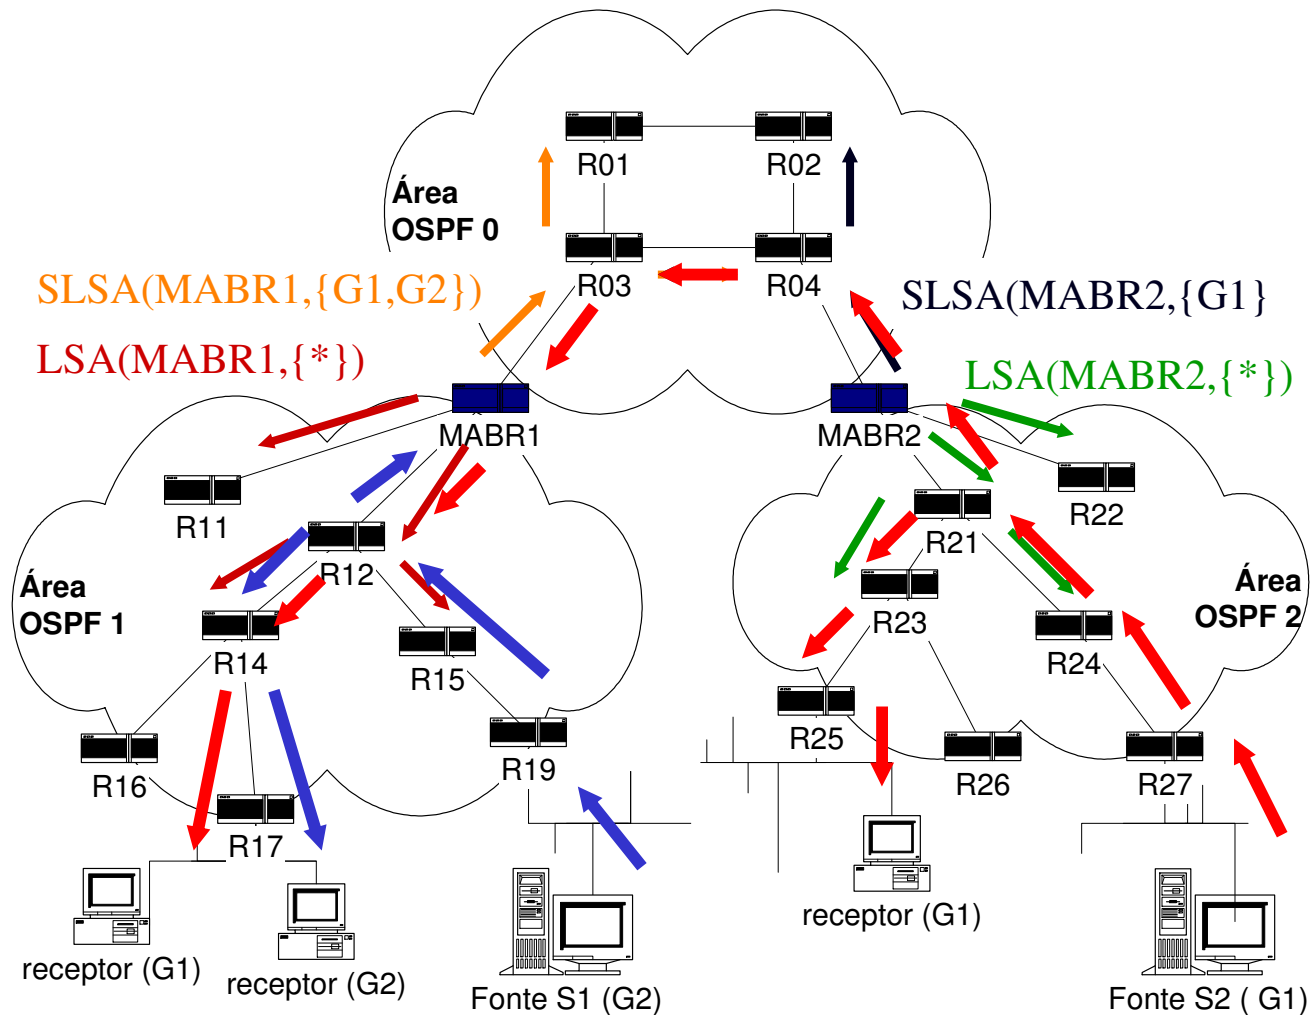 R01
R02
Área
OSPF 0
R03
R04
SLSA(MABR1,{G1,G2})
SLSA(MABR2,{G1}
LSA(MABR1,{*})
LSA(MABR2,{*})
MABR1
MABR2
R11
R22
R12
R21
Área
OSPF 1
Área
OSPF 2
R23
R14
R15
R24
R25
R16
R19
R26
R27
R17
receptor (G1)
receptor (G2)
Fonte S1 (G2)
receptor (G1)
Fonte S2 ( G1)